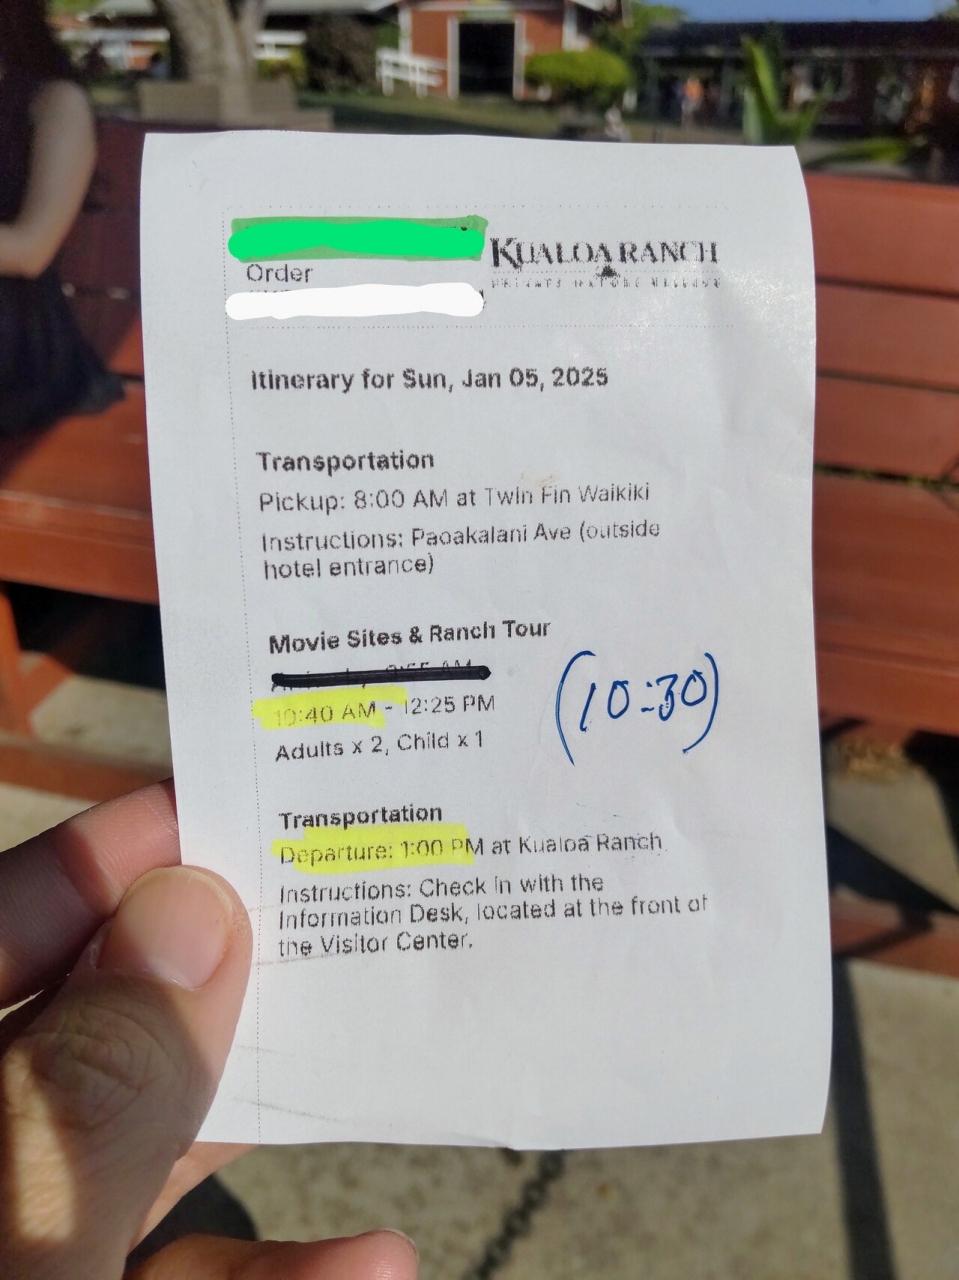 Order
KUALOA RANCH
PRIVATE NATURE RESERVE
Itinerary for Sun, Jan 05, 2025
Transportation
Pickup: 8:00 AM at Twin Fin Waikiki
Instructions: Paoakalani Ave (outside
hotel entrance)
Movie Sites & Ranch Tour
10:40 AM - 12:25 PM
(10:30)
Adults x 2, Child x 1
Transportation
Departure: 1:00 PM at Kualoa Ranch
Instructions: Check in with the
Information Desk, located at the front of
the Visitor Center.